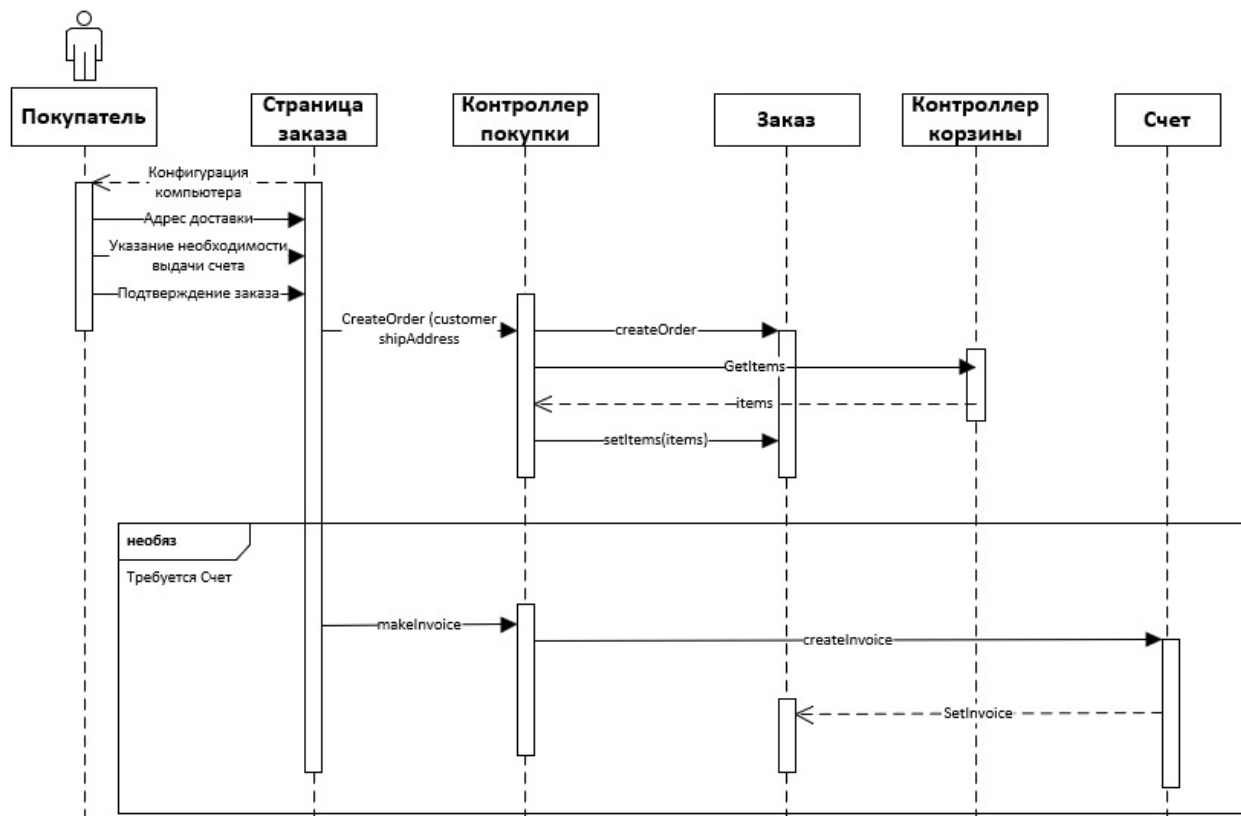 Покупатель
Страница
заказа
Контроллер
покупки
Заказ
Контроллер
корзины
Счет
Конфигурация
компьютера
Адрес доставки
Указание необходимости
выдачи счета
Подтверждение заказа
CreateOrder (customer
shipAddress
createOrder
GetItems
items
setItems(items)
необяз
Требуется Счет
makeInvoice
createInvoice
SetInvoice